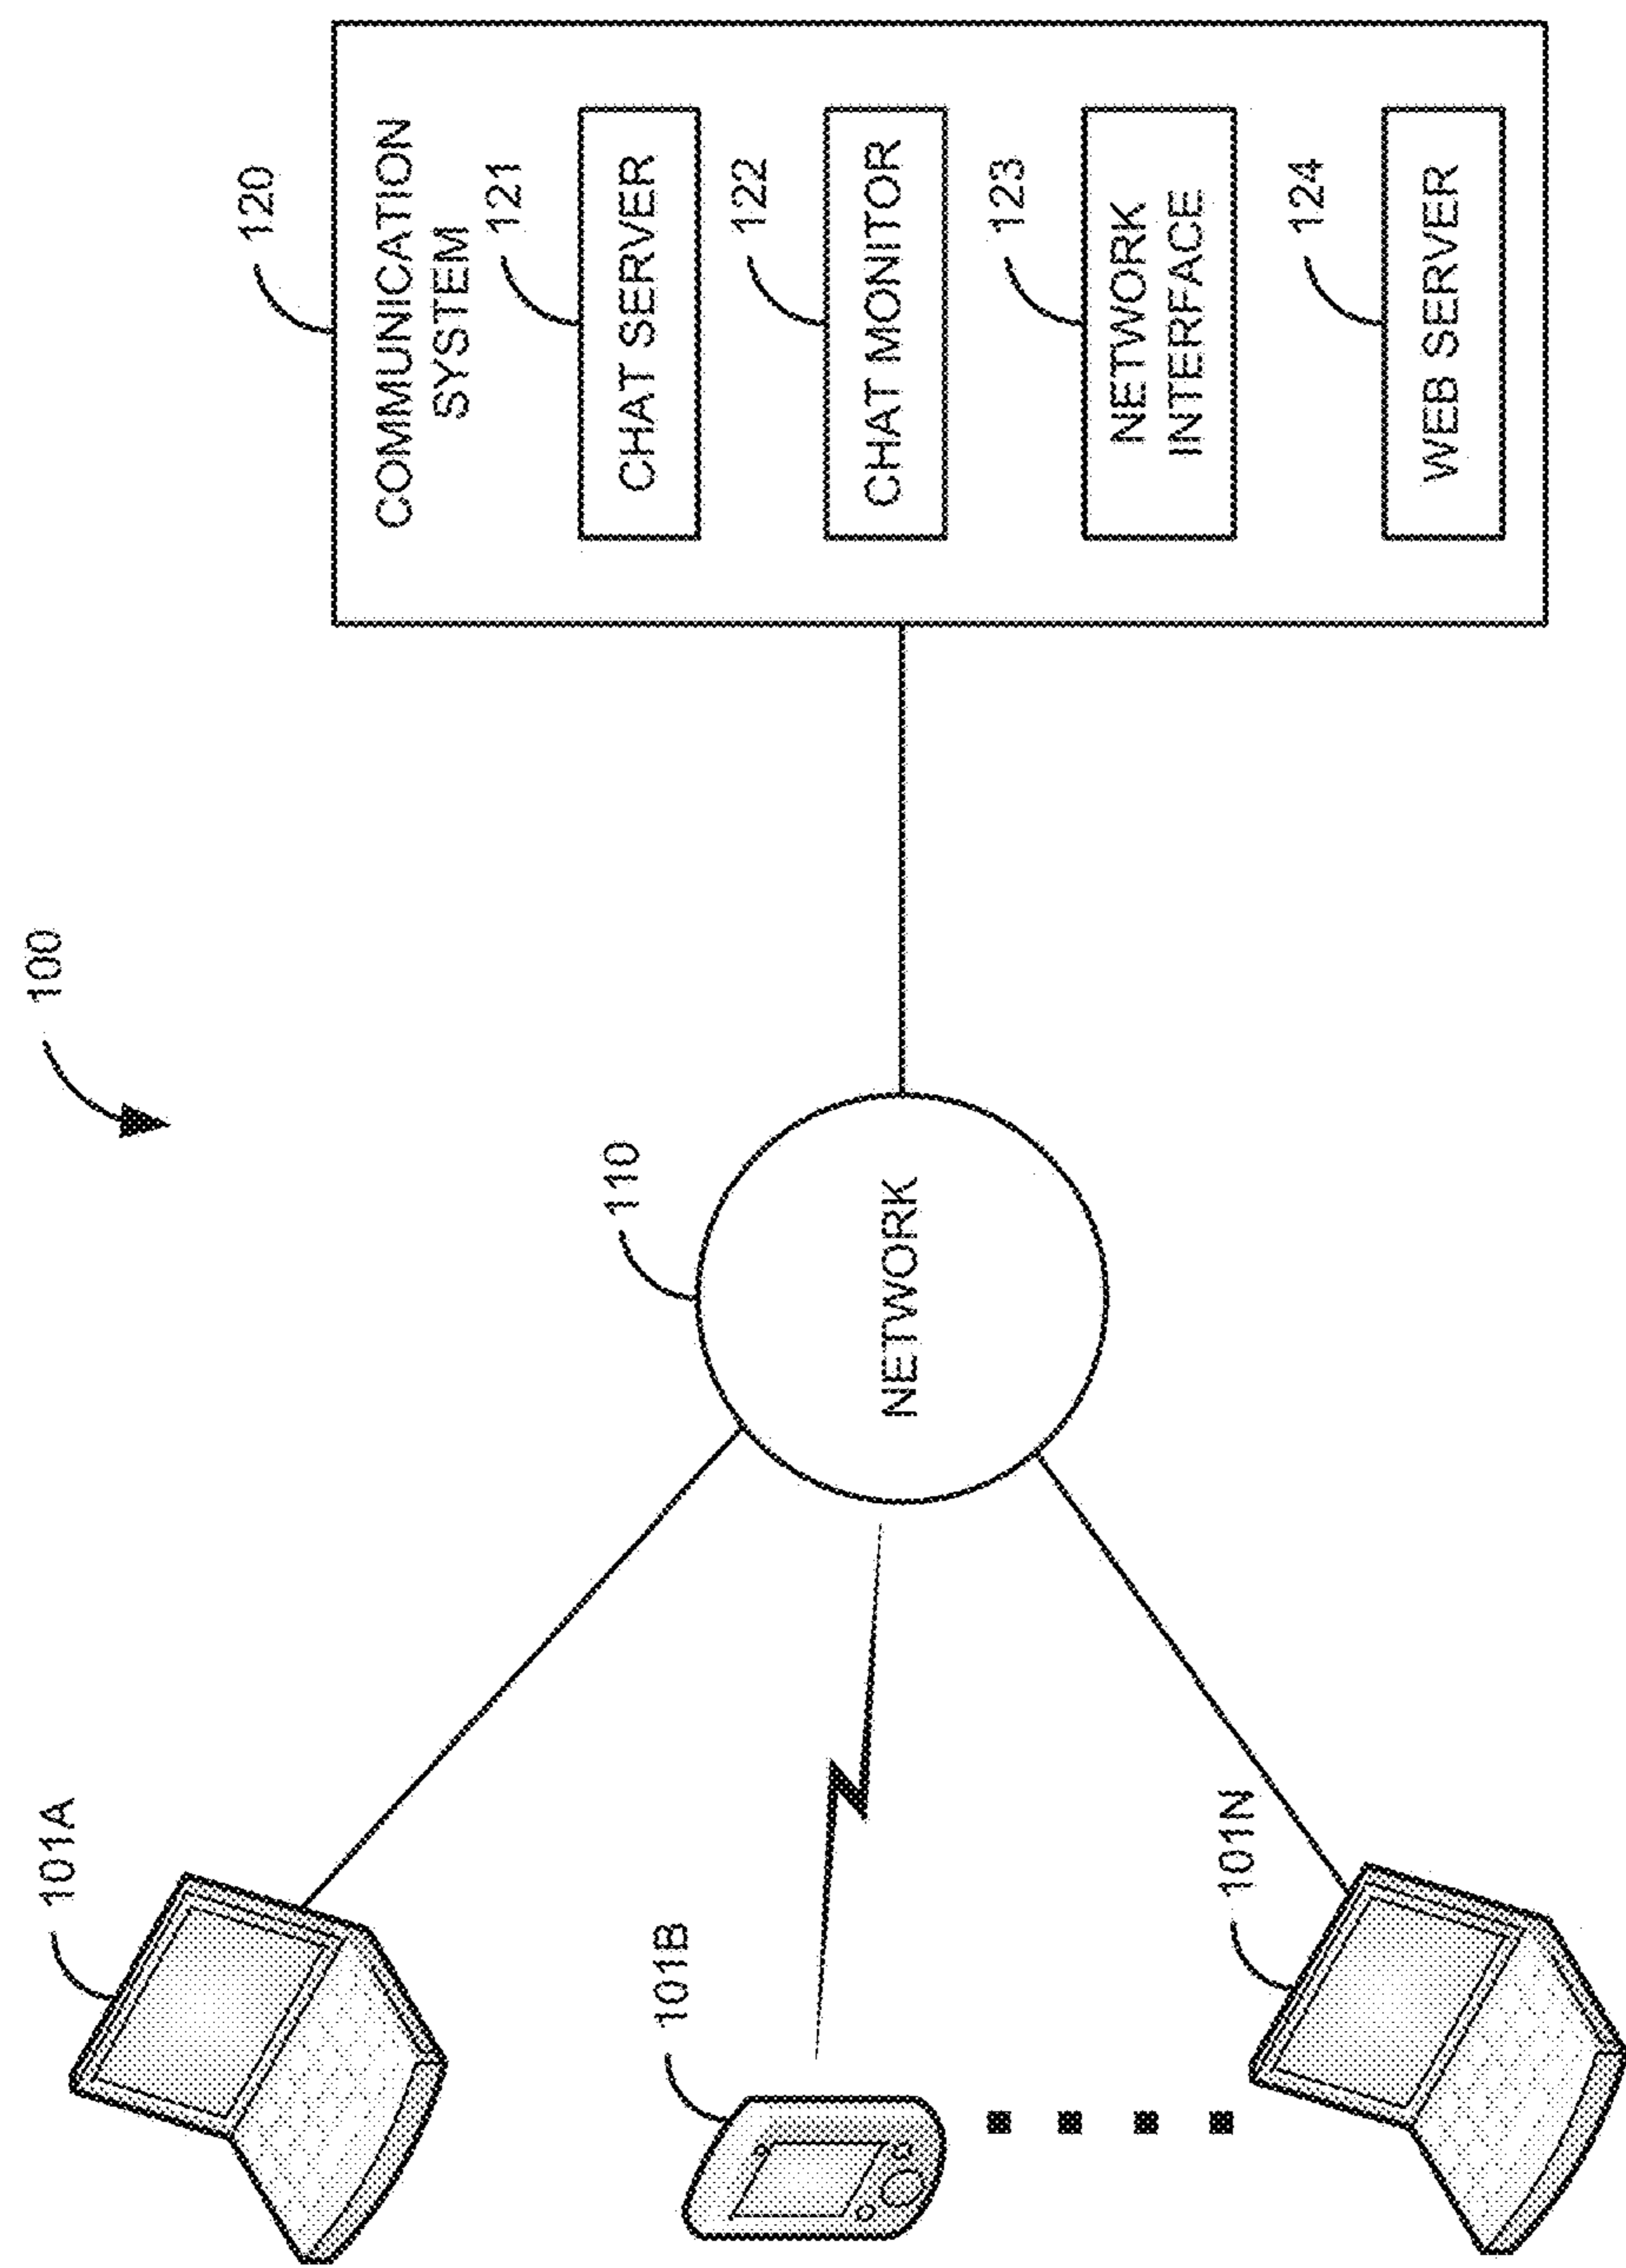 100
101A
101B
101N
110
NETWORK
120
COMMUNICATION
SYSTEM
121
CHAT SERVER
122
CHAT MONITOR
123
NETWORK
INTERFACE
124
WEB SERVER